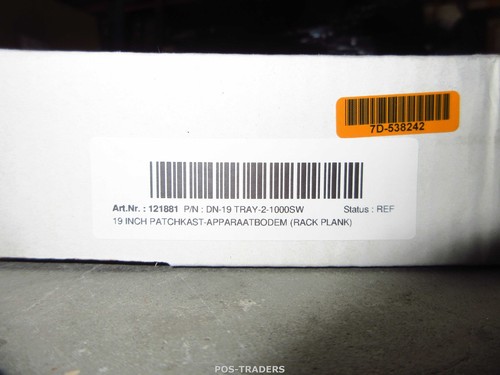 7D-538242
Art.Nr. : 121881 P/N : DN-19 TRAY-2-1000SW Status : REF
19 INCH PATCHKAST-APPARAATBODEM (RACK PLANK)
POS-TRADERS